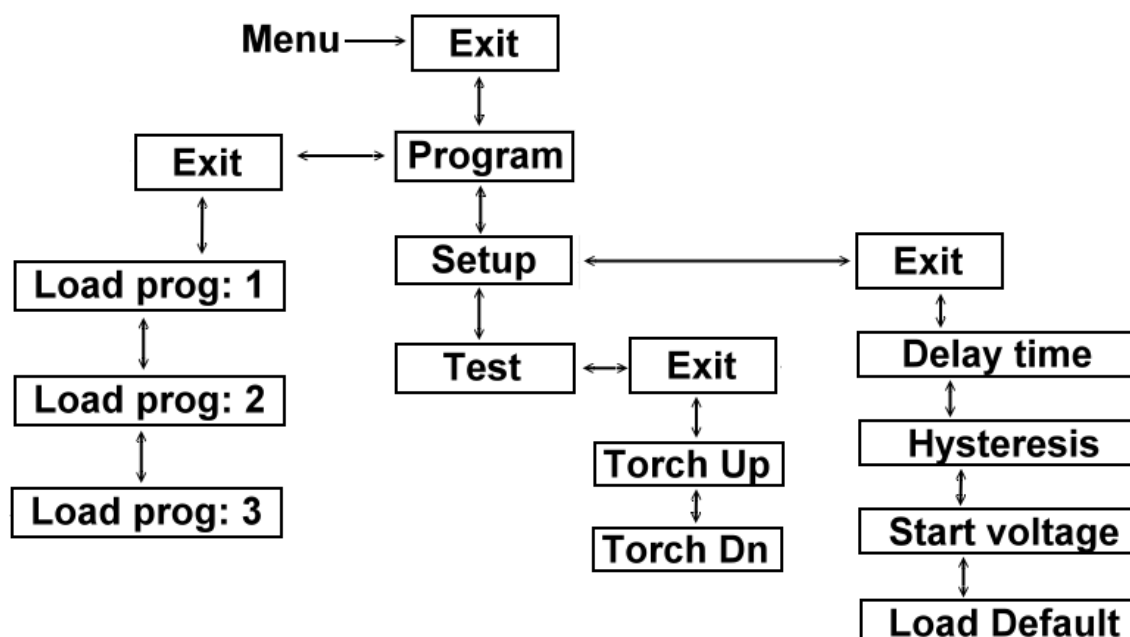 Menu
Exit
Program
Exit
Load prog: 1
Load prog: 2
Load prog: 3
Setup
Exit
Delay time
Hysteresis
Start voltage
Load Default
Test
Exit
Torch Up
Torch Dn